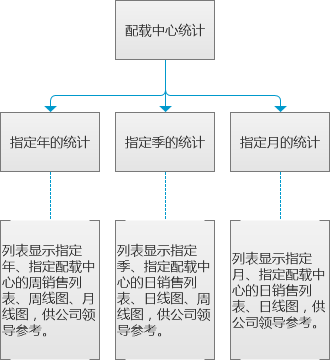 配载中心统计
指定年的统计
指定季的统计
指定月的统计
列表显示指定
年、指定配载中
心的周销售列
表、周线图、月
线图，供公司领
导参考。
列表显示指定
季、指定配载中
心的日销售列
表、日线图、周
线图，供公司领
导参考。
列表显示指定
月、指定配载中
心的日销售列
表、日线图，供
公司领导参考。